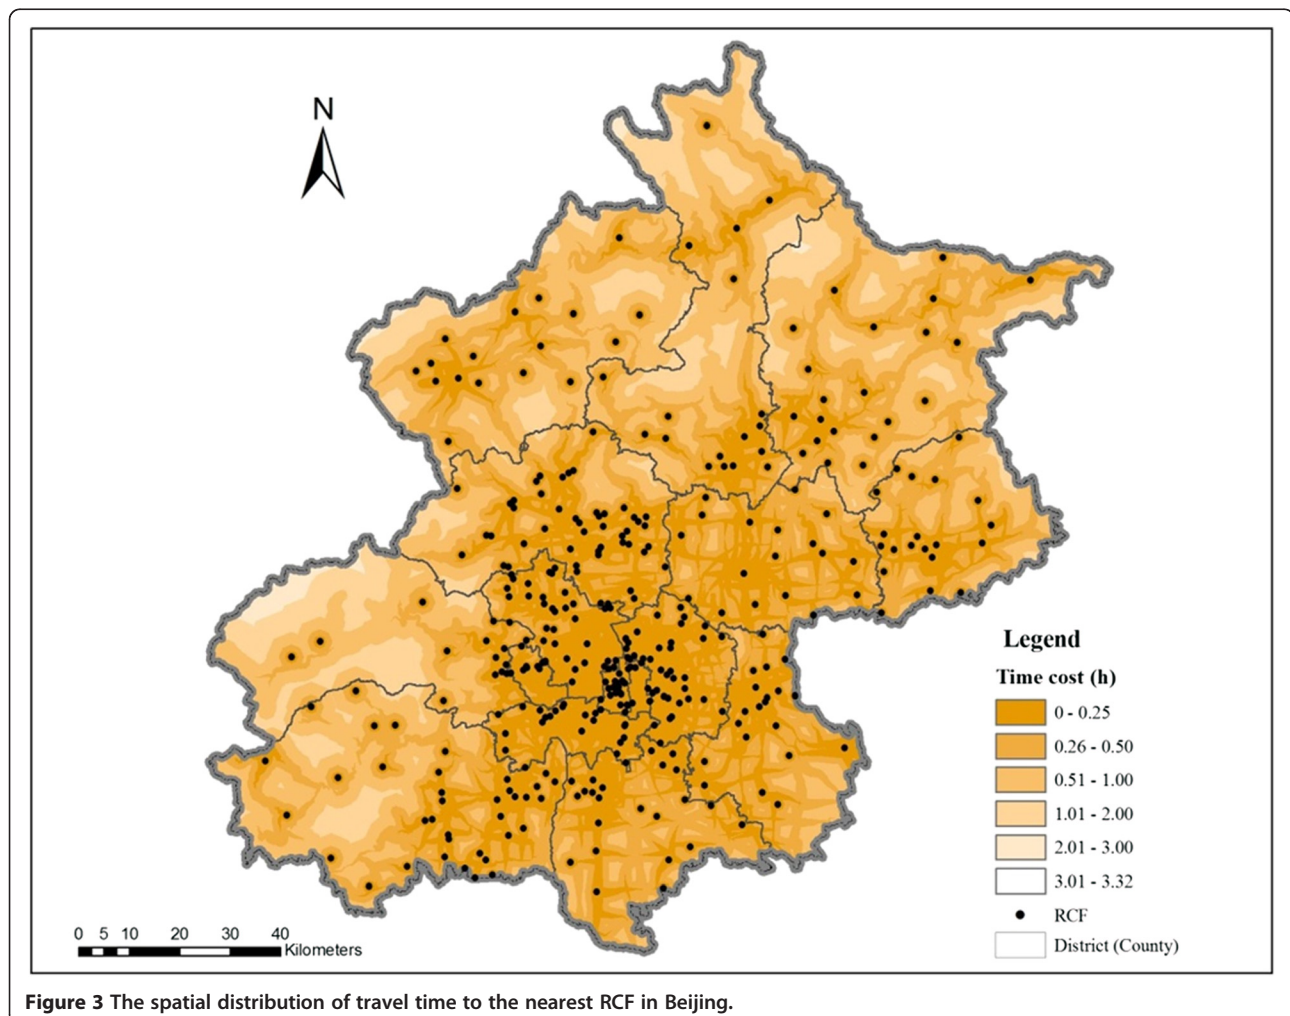 N
Legend
Time cost (h)
0 - 0.25
0.26 - 0.50
0.51 - 1.00
1.01 - 2.00
2.01 - 3.00
3.01 - 3.32
RCF
District (County)
0 5 10 20 30 40
Kilometers
Figure 3 The spatial distribution of travel time to the nearest RCF in Beijing.